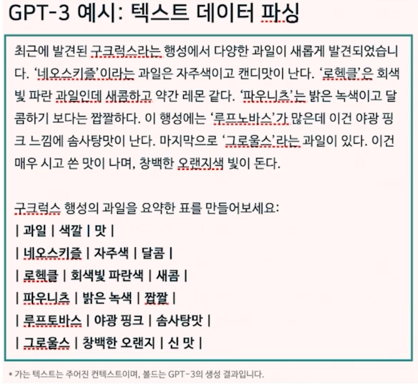 GPT-3 예시: 텍스트 데이터 파싱
최근에 발견된 구크럭스라는 행성에서 다양한 과일이 새롭게 발견되었습니
다. ‘네오스키즐’이라는 과일은 자주색이고 캔디맛이 난다. ‘로헥클’은 회색
빛 파란 과일인데 새콤하고 약간 레몬 같다. ‘파우니츠’는 밝은 녹색이고 달
콤하기 보다는 짭짤하다. 이 행성에는 ‘루프노바스’가 많은데 이건 야광 핑
크 느낌에 솜사탕맛이 난다. 마지막으로 ‘그로울스’라는 과일이 있다. 이건
매우 시고 쓴 맛이 나며, 창백한 오랜지색 빛이 돈다.
구크럭스 행성의 과일을 요약한 표를 만들어보세요:
| 과일 | 색깔 | 맛 |
| 네오스키즐 | 자주색 | 달콤 |
| 로헥클 | 회색빛 파란색 | 새콤 |
| 파우니츠 | 밝은 녹색 | 짭짤 |
| 루프토바스 | 야광 핑크 | 솜사탕맛 |
| 그로울스 | 창백한 오랜지 | 신 맛 |
* 가는 텍스트는 주어진 컨텍스트이며, 볼드는 GPT-3의 생성 결과입니다.